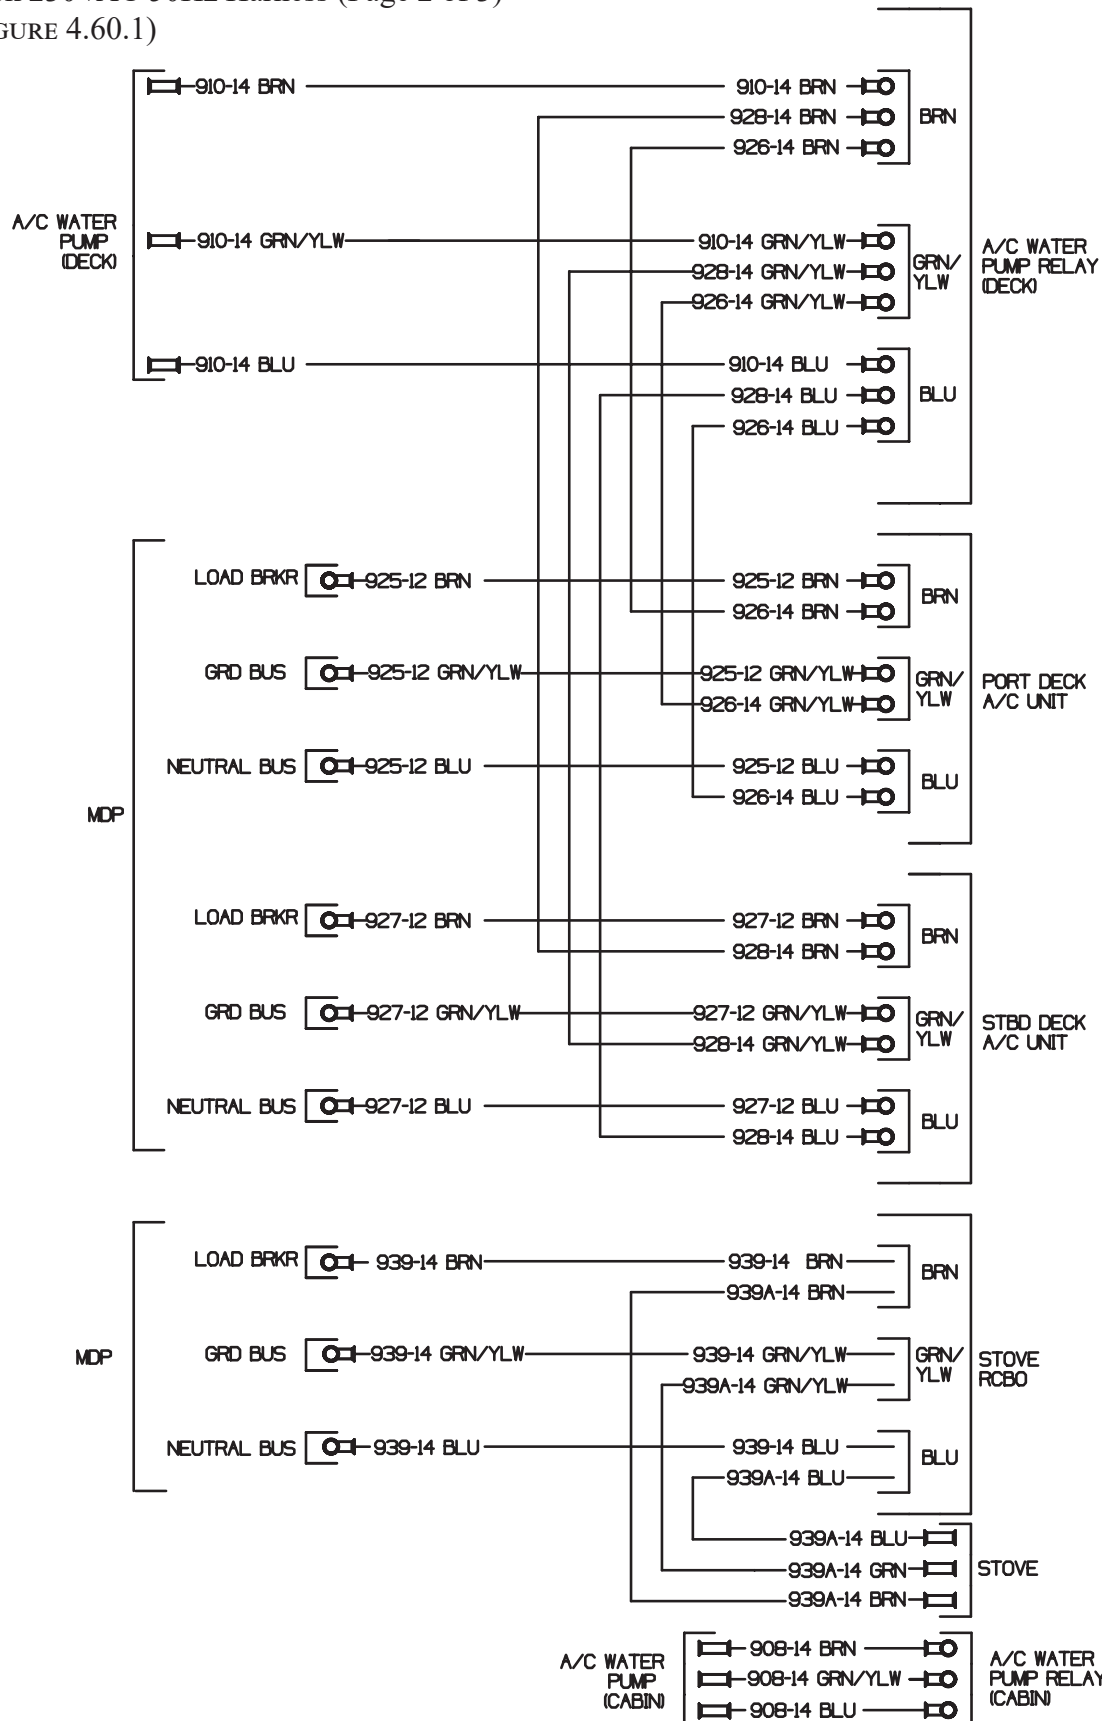 GURE 4.60.1)
910-14 BRN
910-14 BRN
928-14 BRN
926-14 BRN
BRN
A/C WATER
PUMP
(DECK)
910-14 GRN/YLW
910-14 GRN/YLW
928-14 GRN/YLW
926-14 GRN/YLW
GRN/
YLW
A/C WATER
PUMP RELAY
(DECK)
910-14 BLU
910-14 BLU
928-14 BLU
926-14 BLU
BLU
MDP
LOAD BRKR
925-12 BRN
925-12 BRN
926-14 BRN
BRN
GRD BUS
925-12 GRN/YLW
925-12 GRN/YLW
926-14 GRN/YLW
GRN/
YLW
PORT DECK
A/C UNIT
NEUTRAL BUS
925-12 BLU
925-12 BLU
926-14 BLU
BLU
LOAD BRKR
927-12 BRN
927-12 BRN
928-14 BRN
BRN
GRD BUS
927-12 GRN/YLW
927-12 GRN/YLW
928-14 GRN/YLW
GRN/
YLW
STBD DECK
A/C UNIT
NEUTRAL BUS
927-12 BLU
927-12 BLU
928-14 BLU
BLU
MDP
LOAD BRKR
939-14 BRN
939-14 BRN
939A-14 BRN
BRN
GRD BUS
939-14 GRN/YLW
939-14 GRN/YLW
939A-14 GRN/YLW
GRN/
YLW
STOVE
RCBO
NEUTRAL BUS
939-14 BLU
939-14 BLU
939A-14 BLU
BLU
939A-14 BLU
939A-14 GRN
939A-14 BRN
STOVE
A/C WATER
PUMP
(CABIN)
908-14 BRN
908-14 GRN/YLW
908-14 BLU
A/C WATER
PUMP RELAY
(CABIN)